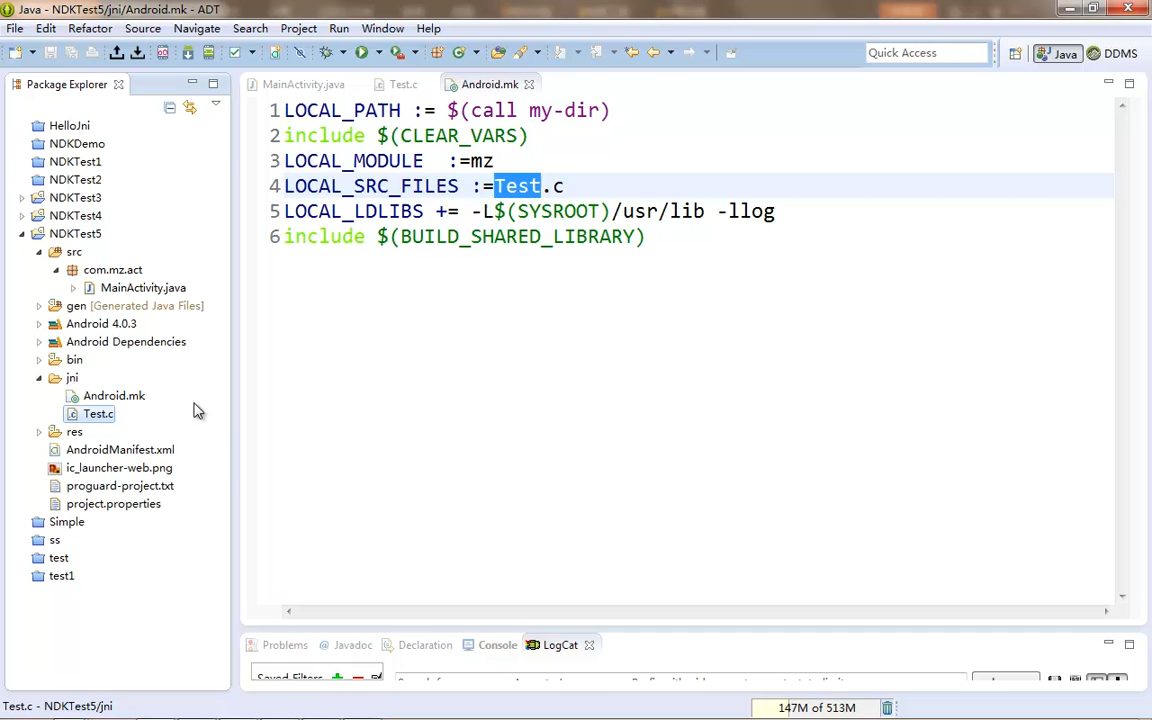 Java - NDKTest5/jni/Android.mk - ADT
File Edit Refactor Source Navigate Search Project Run Window Help
Quick Access
Java
DDMS
Package Explorer
HelloJni
NDKDemo
NDKTest1
NDKTest2
NDKTest3
NDKTest4
NDKTest5
src
com.mz.act
MainActivity.java
gen [Generated Java Files]
Android 4.0.3
Android Dependencies
bin
jni
Android.mk
Test.c
res
AndroidManifest.xml
ic_launcher-web.png
proguard-project.txt
project.properties
Simple
ss
test
test1
MainActivity.java Test.c Android.mk
1 LOCAL_PATH := $(call my-dir)
2 include $(CLEAR_VARS)
3 LOCAL_MODULE :=mz
4 LOCAL_SRC_FILES :=Test.c
5 LOCAL_LDLIBS += -L$(SYSROOT)/usr/lib -llog
6 include $(BUILD_SHARED_LIBRARY)
Problems Javadoc Declaration Console LogCat
Saved Filters
Test.c - NDKTest5/jni
147M of 513M